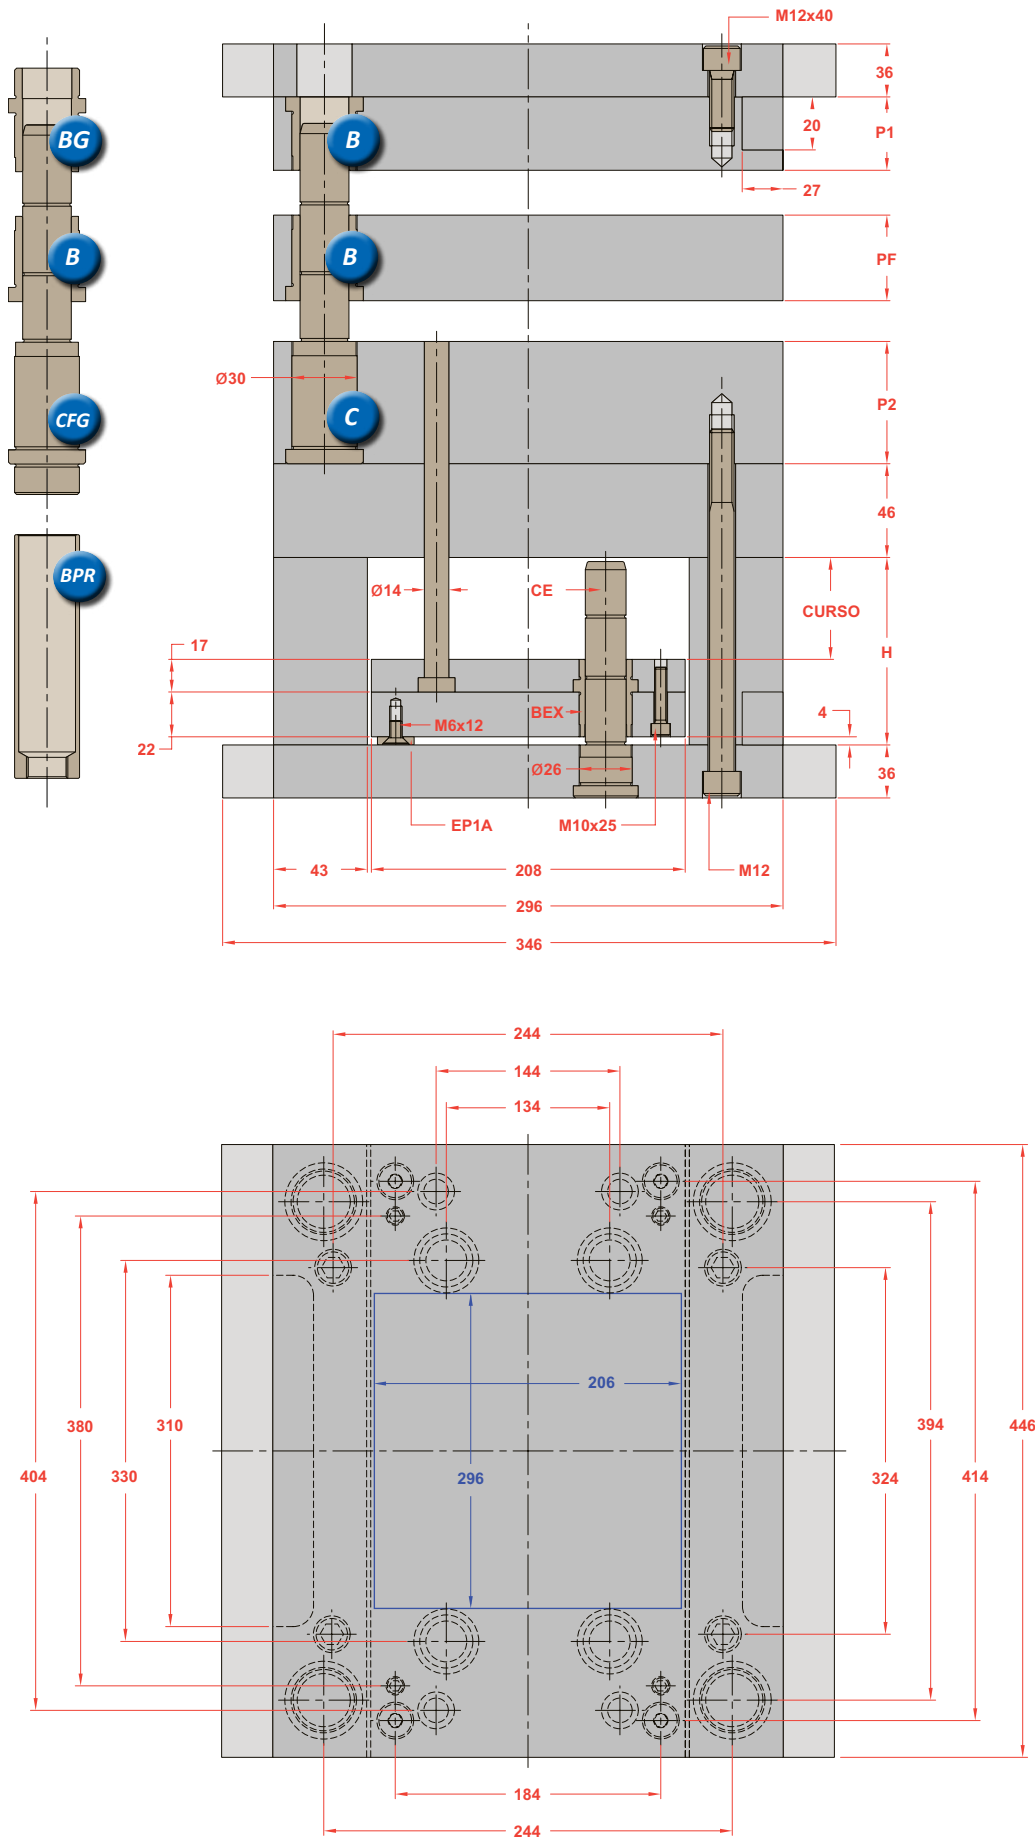 M12x40
36
BG
B
20
P1
27
B
B
PF
Ø30
CFG
C
P2
46
BPR
Ø14
CE
CURSO
17
H
BEX
4
M6x12
22
Ø26
36
EP1A
M10x25
43
208
M12
296
346
244
144
134
206
380
310
394
446
404
330
296
324
414
184
244